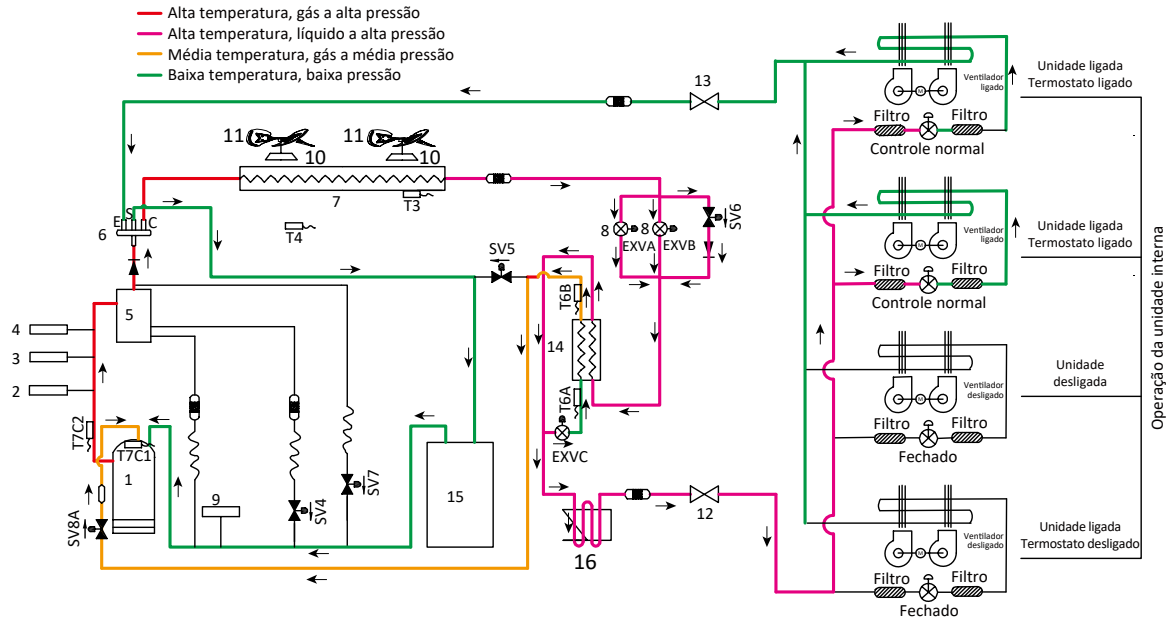 Alta temperatura, gás a alta pressão
Alta temperatura, líquido a alta pressão
Média temperatura, gás a média pressão
Baixa temperatura, baixa pressão
13
11
11
10
10
7
T3
T4
E
S
C
6
5
4
3
2
T7C2
T7C1
1
SV8A
9
SV4
SV7
15
SV5
T6B
14
T6A
EXVC
8
EXVA
8
EXVB
SV6
16
12
Ventilador
ligado
M
Filtro
Filtro
Controle normal
Unidade ligada
Termostato ligado
Ventilador
ligado
M
Filtro
Filtro
Controle normal
Unidade ligada
Termostato ligado
Ventilador
desligado
M
Filtro
Filtro
Fechado
Unidade
desligada
Ventilador
desligado
M
Filtro
Filtro
Fechado
Unidade ligada
Termostato desligado
Operação da unidade interna